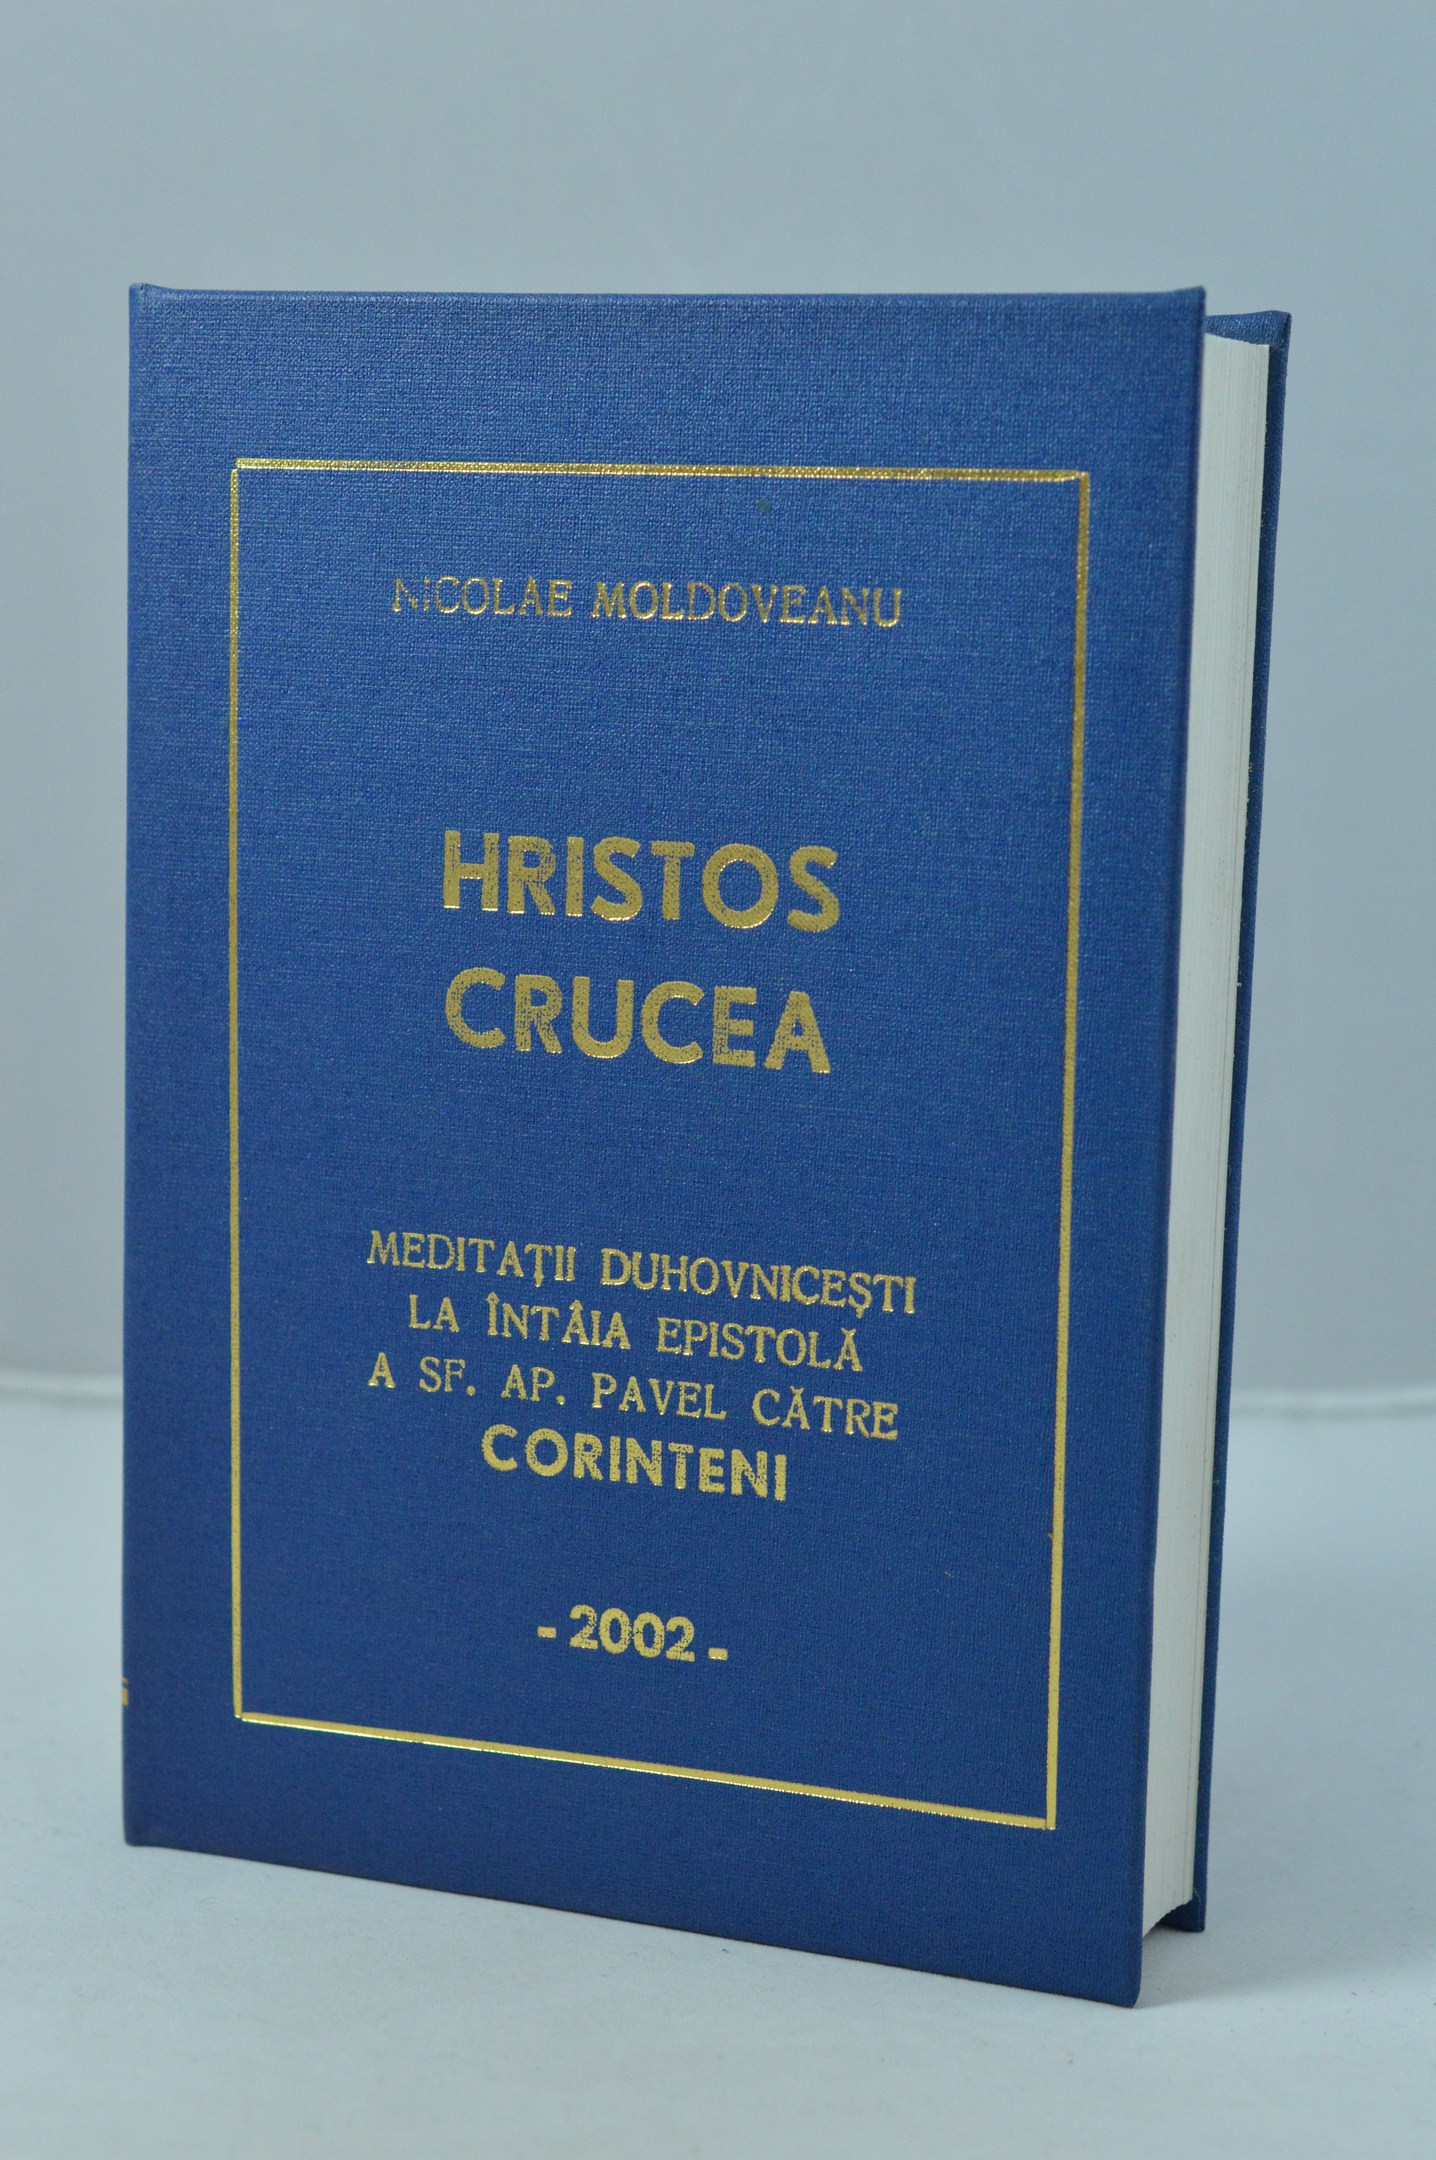 NICOLAE MOLDOVEANU
HRISTOS
CRUCEA
MEDITAȚII DUHOVNICEȘTI
LA ÎNTÂIA EPISTOLĂ
A SF. AP. PAVEL CĂTRE
CORINTENI
- 2002 -